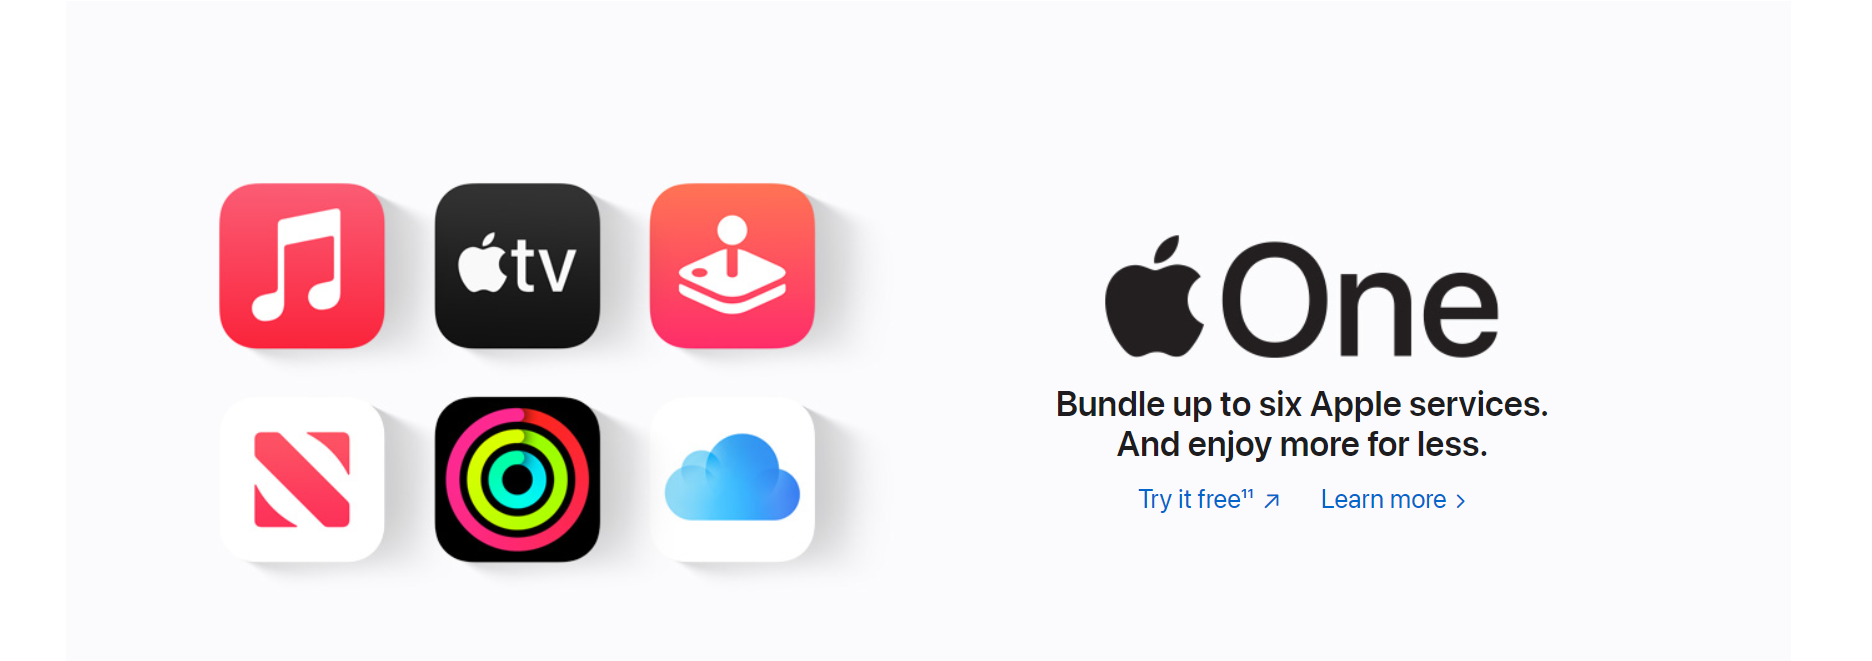 tv
One
Bundle up to six Apple services.
And enjoy more for less.
Try it free¹¹ Learn more